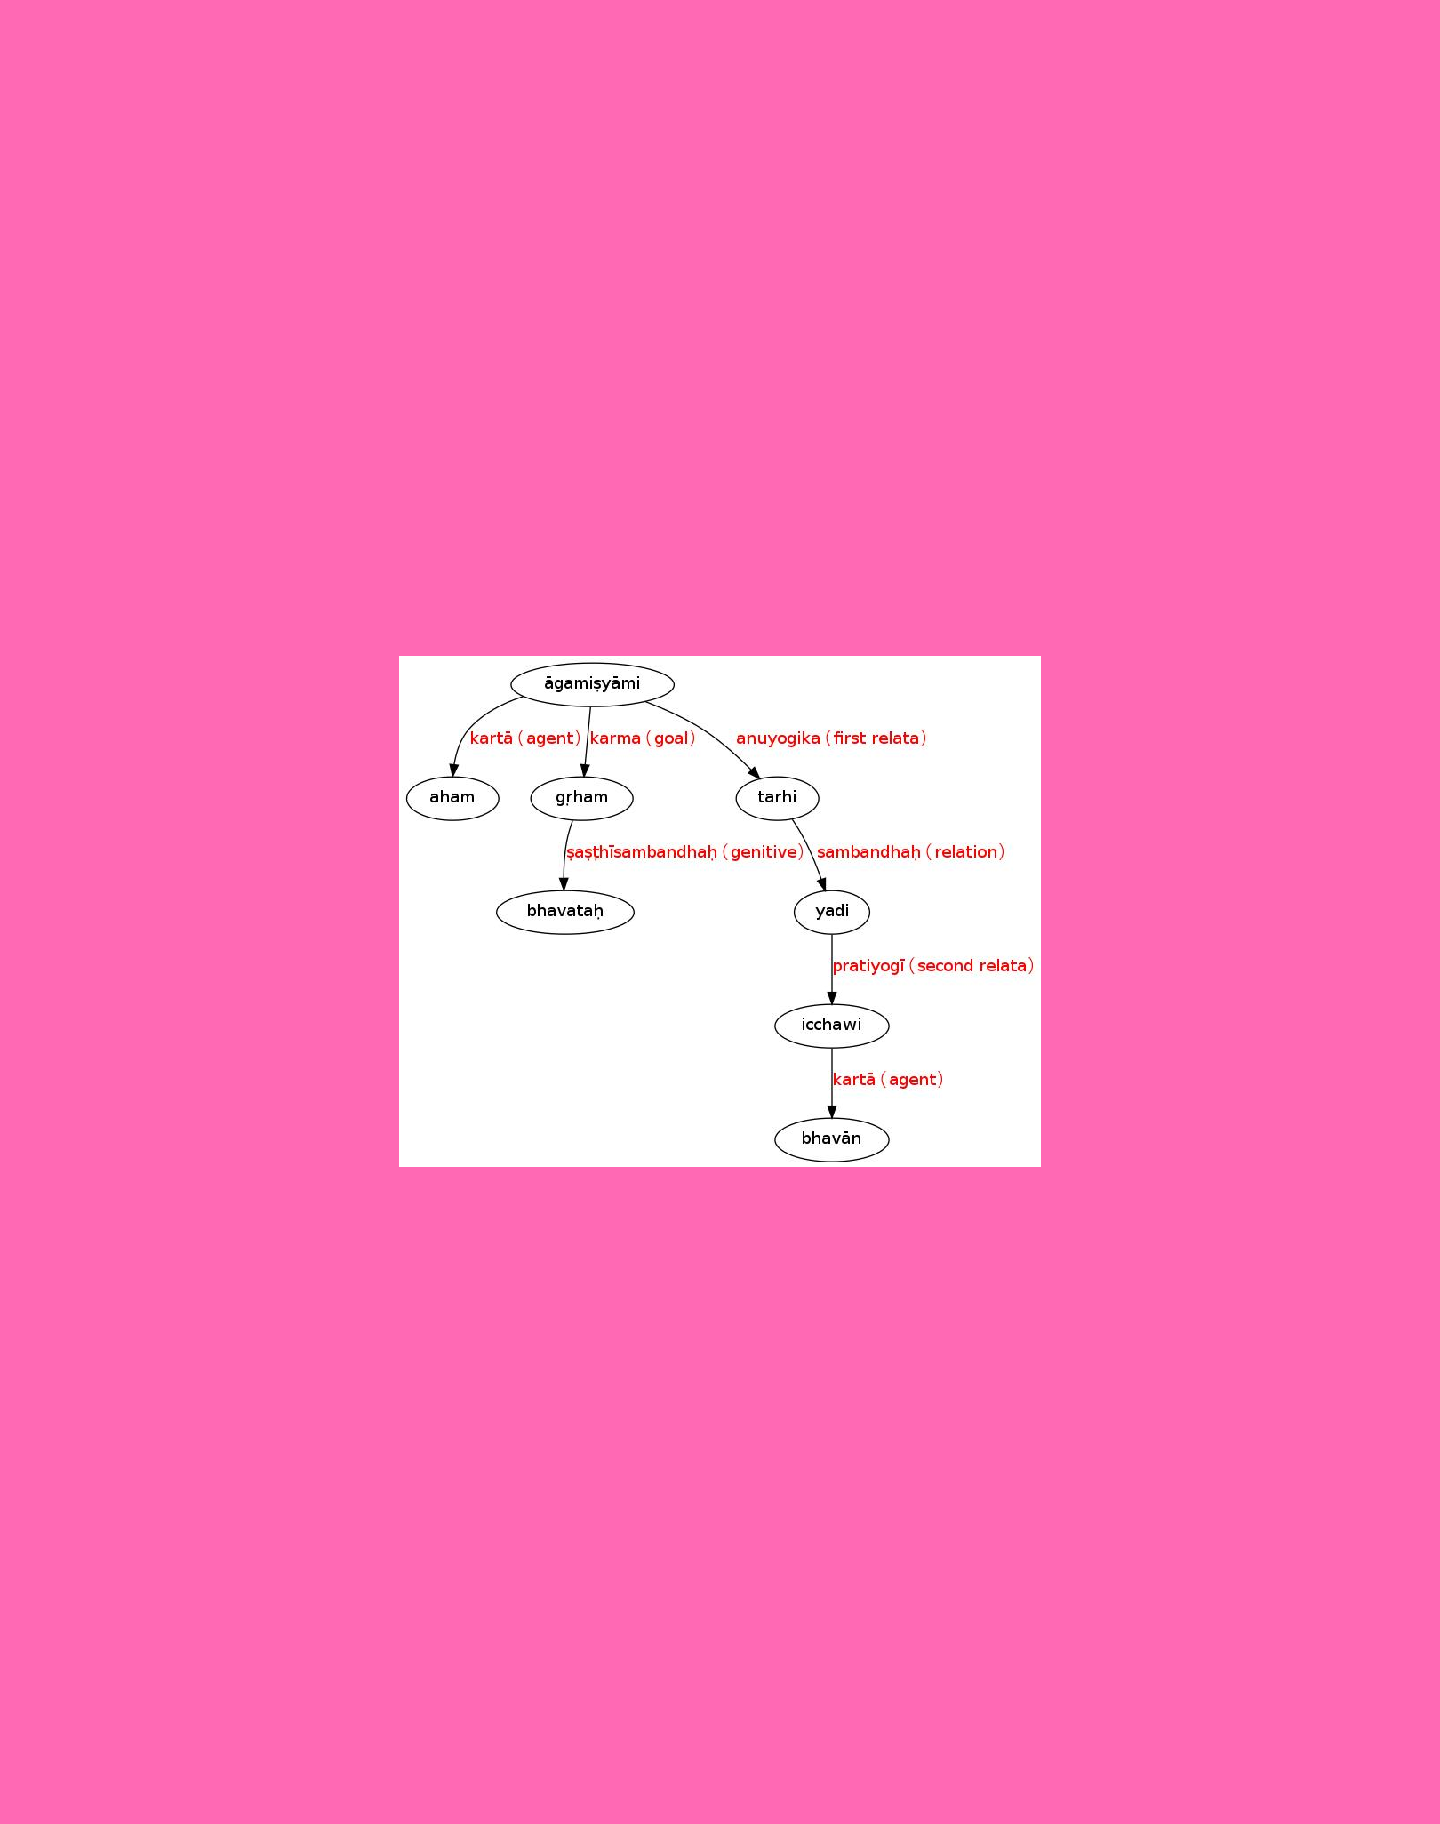 āgamiṣyāmi
kartā (agent) karma (goal) anuyogika (first relata)
aham gṛham tarhi
ṣaṣṭhīsambandhaḥ (genitive) sambandhaḥ (relation)
bhavataḥ yadi
pratiyogī (second relata)
icchawi
kartā (agent)
bhavān